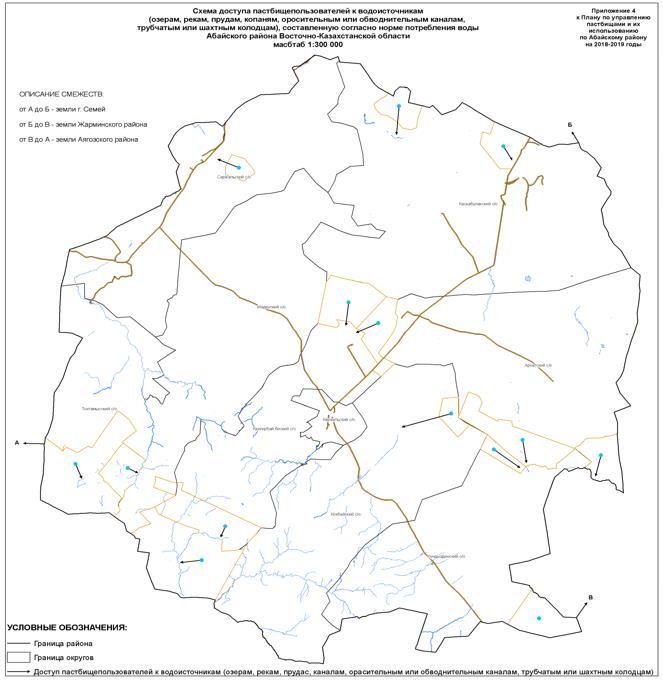 Схема доступа пастбищепользователей к водоисточникам
(озерам, рекам, прудам, копаням, оросительным или обводнительным каналам,
трубчатым или шахтным колодцам), составленную согласно норме потребления воды
Абайского района Восточно-Казахстанской области
масбтаб 1:300 000
Приложение 4
к Плану по управлению
пастбищами и их
использованию
по Абайскому району
на 2018-2019 годы
ОПИСАНИЕ СМЕЖЕСТВ:
от А до Б - земли г. Семей
от Б до В - земли Жарминского района
от В до А - земли Аягозского района
Б
Саржальский с/о
Каскабулакский с/о
Архатский с/о
Токтамысский с/о
А
В
УСЛОВНЫЕ ОБОЗНАЧЕНИЯ:
Граница района
Граница округов
Доступ пастбищепользователей к водоисточникам (озерам, рекам, прудас, каналам, орасительным или обводнительным каналам, трубчатым или шахтным колодцам)